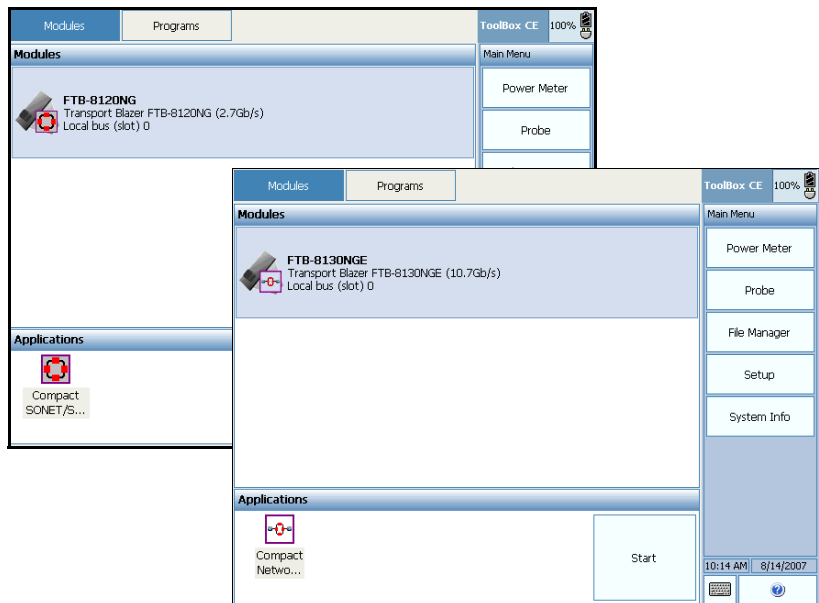 Modules Programs ToolBox CE 100%
Modules Main Menu
FTB-8120NG
Transport Blazer FTB-8120NG (2.7Gb/s)
Local bus (slot) 0
Power Meter
Probe
Applications
Compact
SONET/S...
Modules Programs ToolBox CE 100%
Modules Main Menu
FTB-8130NGE
Transport Blazer FTB-8130NGE (10.7Gb/s)
Local bus (slot) 0
Power Meter
Probe
File Manager
Setup
System Info
Applications
Compact
Netwo...
Start
10:14 AM 8/14/2007